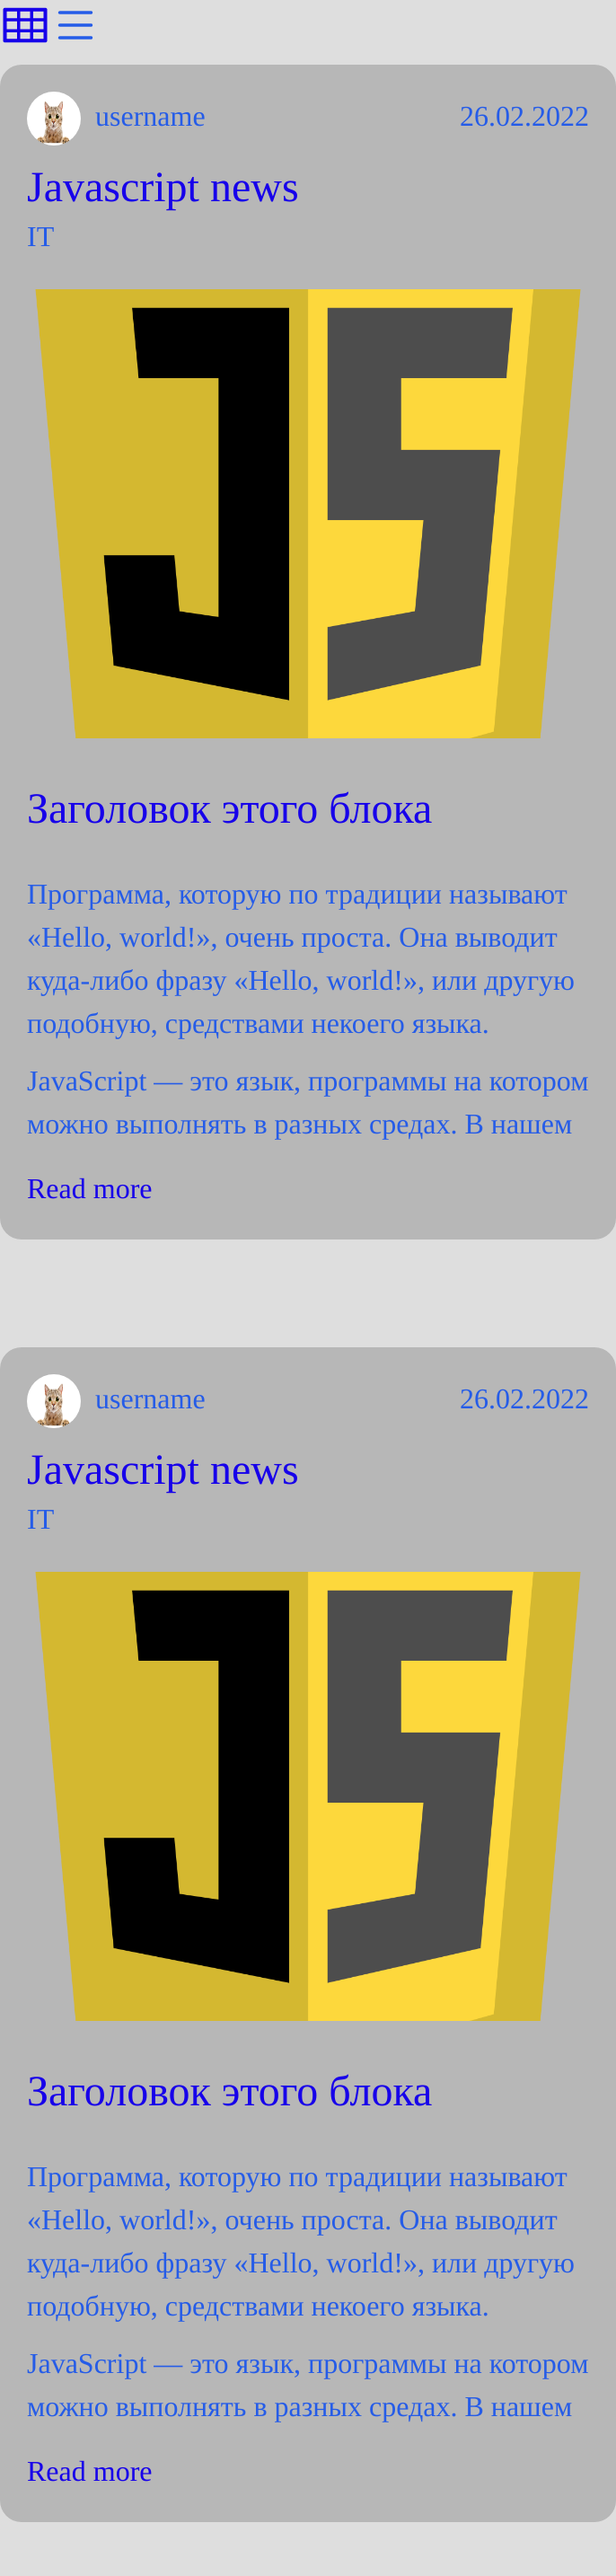 username 26.02.2022
Javascript news
IT
JS
Заголовок этого блока
Программа, которую по традиции называют
«Hello, world!», очень проста. Она выводит
куда-либо фразу «Hello, world!», или другую
подобную, средствами некоего языка.
JavaScript — это язык, программы на котором
можно выполнять в разных средах. В нашем
Read more
username 26.02.2022
Javascript news
IT
JS
Заголовок этого блока
Программа, которую по традиции называют
«Hello, world!», очень проста. Она выводит
куда-либо фразу «Hello, world!», или другую
подобную, средствами некоего языка.
JavaScript — это язык, программы на котором
можно выполнять в разных средах. В нашем
Read more